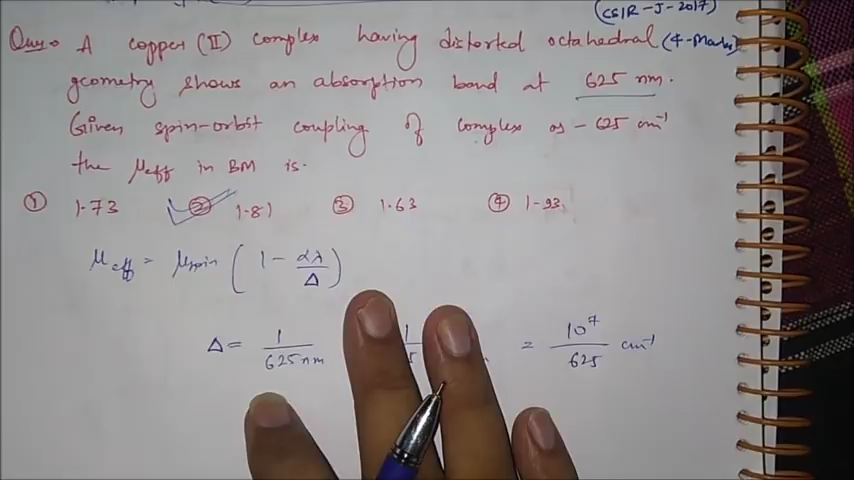 (CSIR-J-2017)
Ques A copper (II) complex having distorted octahedral (4-Marks)
geometry shows an absorption band at 625 nm.
Given spin-orbit coupling of complex as - 625 cm⁻¹
the μeff in BM is.
① 1.73 ② 1.81 ③ 1.63 ④ 1.93
μeff = μspin ( 1 - αλ/Δ )
Δ = 1/625 nm = 10⁷/625 cm⁻¹